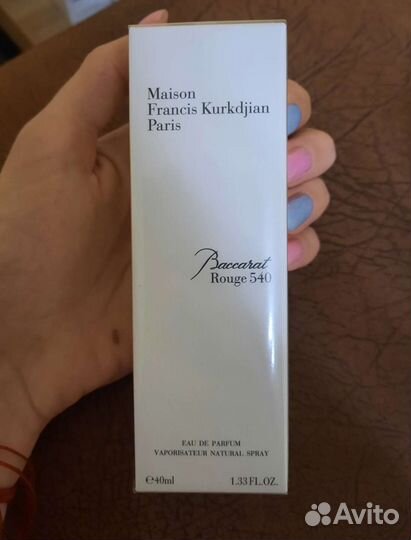 Maison
Francis Kurkdjian
Paris
Baccarat
Rouge 540
EAU DE PARFUM
VAPORISATEUR NATURAL SPRAY
℮40ml 1.33 FL.OZ.
Avito